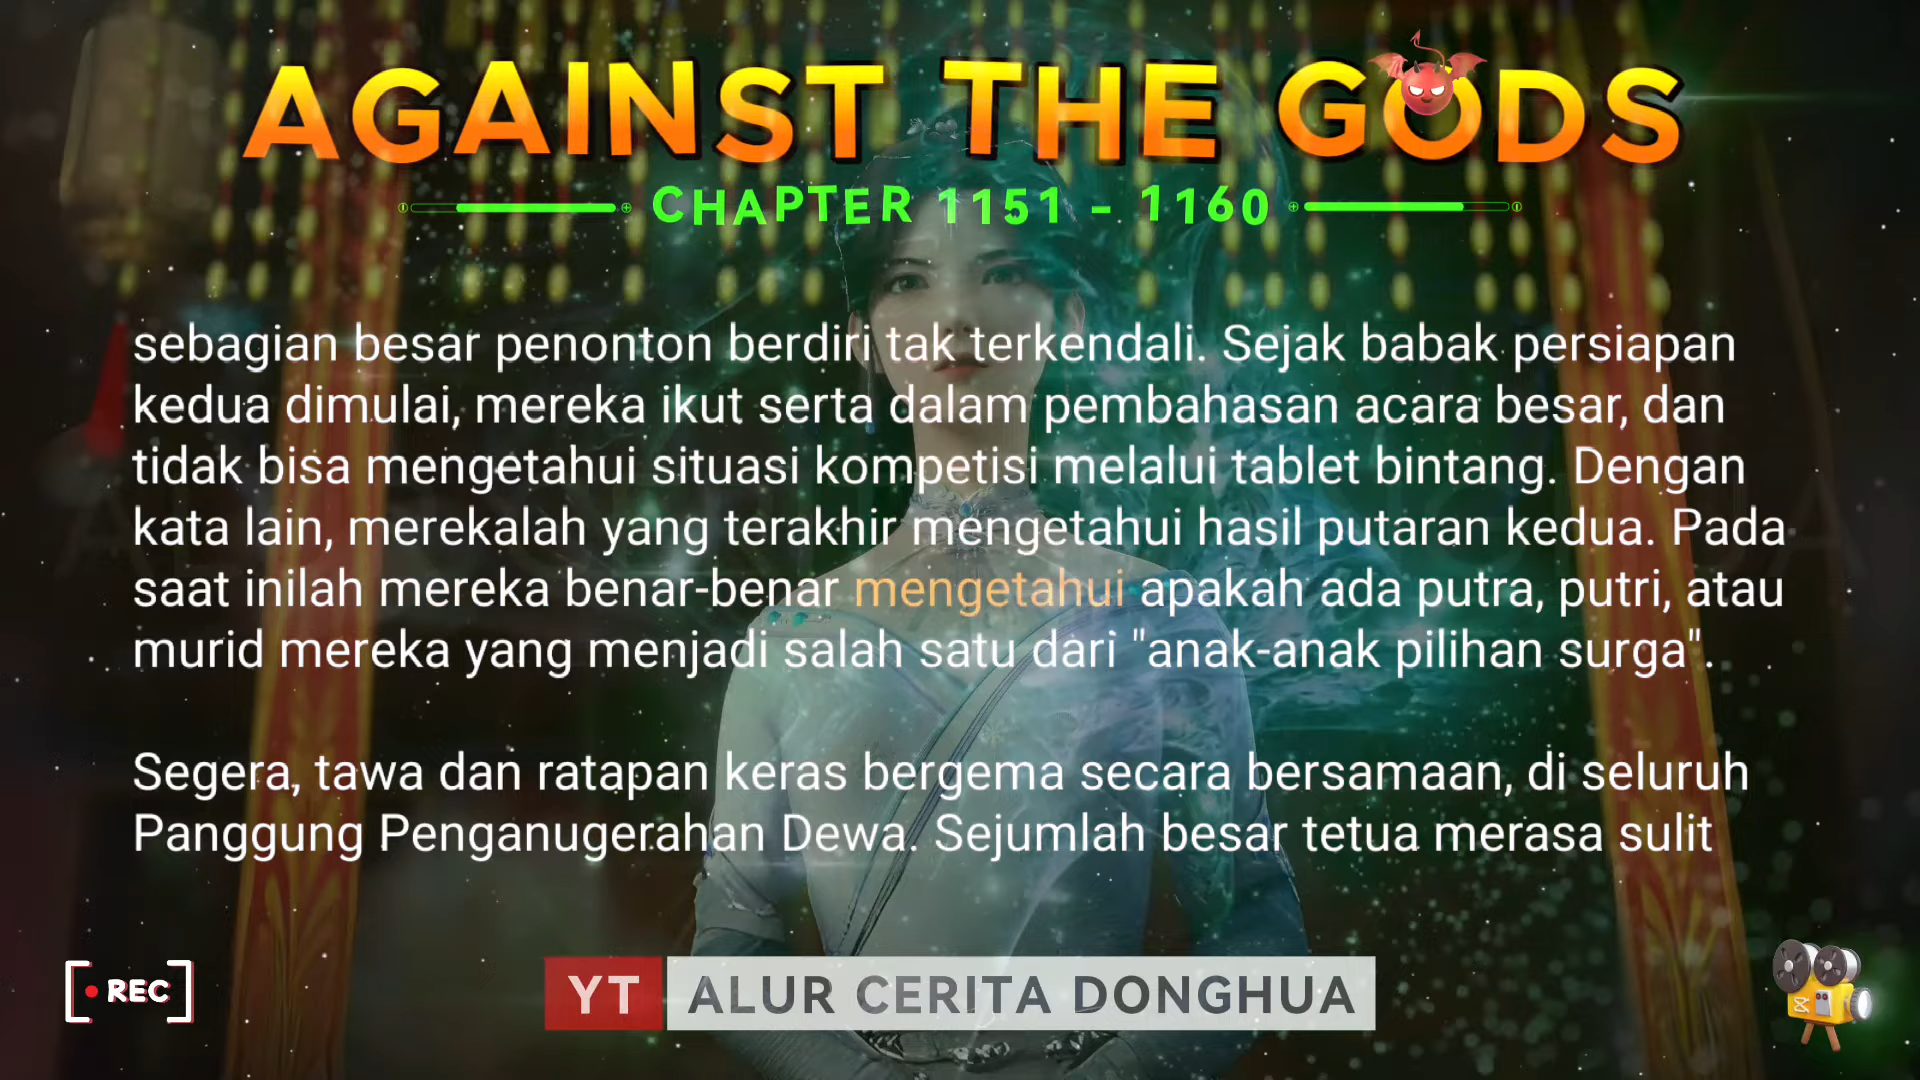 AGAINST THE GODS
CHAPTER 1151 - 1160
sebagian besar penonton berdiri tak terkendali. Sejak babak persiapan
kedua dimulai, mereka ikut serta dalam pembahasan acara besar, dan
tidak bisa mengetahui situasi kompetisi melalui tablet bintang. Dengan
kata lain, merekalah yang terakhir mengetahui hasil putaran kedua. Pada
saat inilah mereka benar-benar mengetahui apakah ada putra, putri, atau
murid mereka yang menjadi salah satu dari "anak-anak pilihan surga".
Segera, tawa dan ratapan keras bergema secara bersamaan, di seluruh
Panggung Penganugerahan Dewa. Sejumlah besar tetua merasa sulit
REC
YT ALUR CERITA DONGHUA